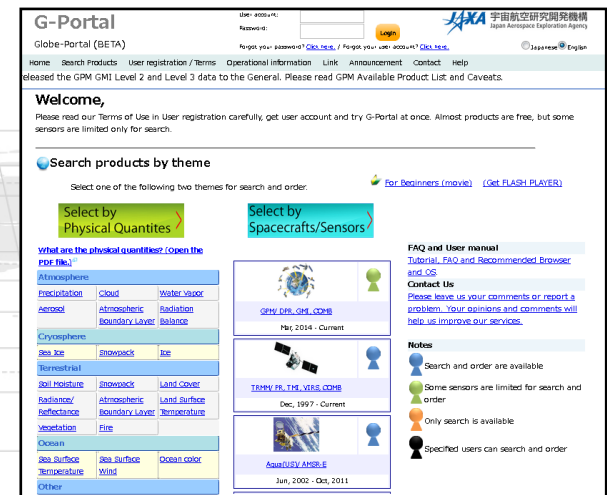 G-Portal
Globe-Portal (BETA)
User account:
Password:
Login
Forgot your password? Click here. / Forgot your user account? Click here.
JAXA 宇宙航空研究開発機構
Japan Aerospace Exploration Agency
Japanese English
Home Search Products User registration / Terms Operational information Link Announcement Contact Help
eleased the GPM GMI Level 2 and Level 3 data to the General. Please read GPM Available Product List and Caveats.
Welcome,
Please read our Terms of Use in User registration carefully, get user account and try G-Portal at once. Almost products are free, but some
sensors are limited only for search.
Search products by theme
Select one of the following two themes for search and order.
For Beginners (movie) (Get FLASH PLAYER)
Select by
Physical Quantites
Select by
Spacecrafts/Sensors
What are the physical quantities? (Open the
PDF file.)
Atmosphere
Precipitation Cloud Water Vapor
Aerosol Atmospheric Radiation
Boundary Layer Balance
Cryosphere
Sea Ice Snowpack Ice
Terrestrial
Soil Moisture Snowpack Land Cover
Radiance/ Atmospheric Land Surface
Reflectance Boundary Layer Temperature
Vegetation Fire
Ocean
Sea Surface Sea Surface Ocean color
Temperature Wind
Other
GPM/ DPR, GMI, COMB
Mar, 2014 - Current
TRMM/ PR, TMI, VIRS, COMB
Dec, 1997 - Current
Aqua(US)/ AMSR-E
Jun, 2002 - Oct, 2011
FAQ and User manual
Tutorial, FAQ and Recommended Browser
and OS
Contact Us
Please leave us your comments or report a
problem. Your opinions and comments will
help us improve our services.
Notes
Search and order are available
Some sensors are limited for search and
order
Only search is available
Specified users can search and order